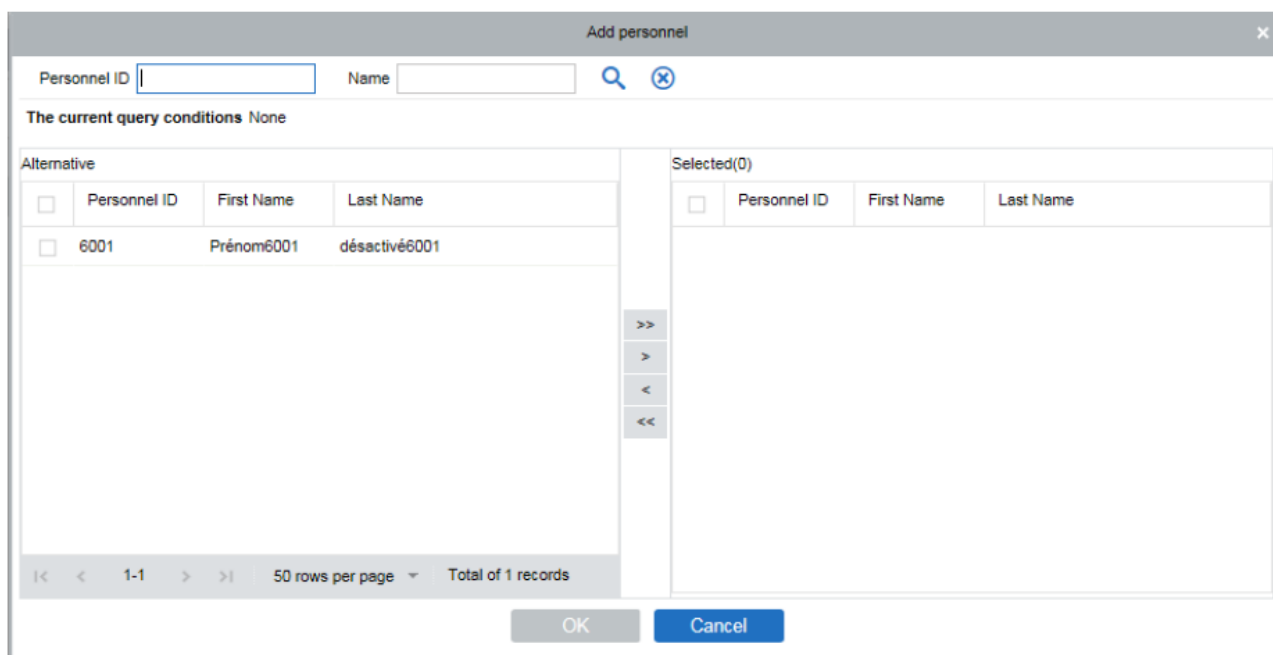 Add personnel ×
Personnel ID Name
The current query conditions None
Alternative
Personnel ID First Name Last Name
6001 Prénom6001 désactivé6001
>>
>
<
<<
Selected(0)
Personnel ID First Name Last Name
|< < 1-1 > >| 50 rows per page Total of 1 records
OK Cancel